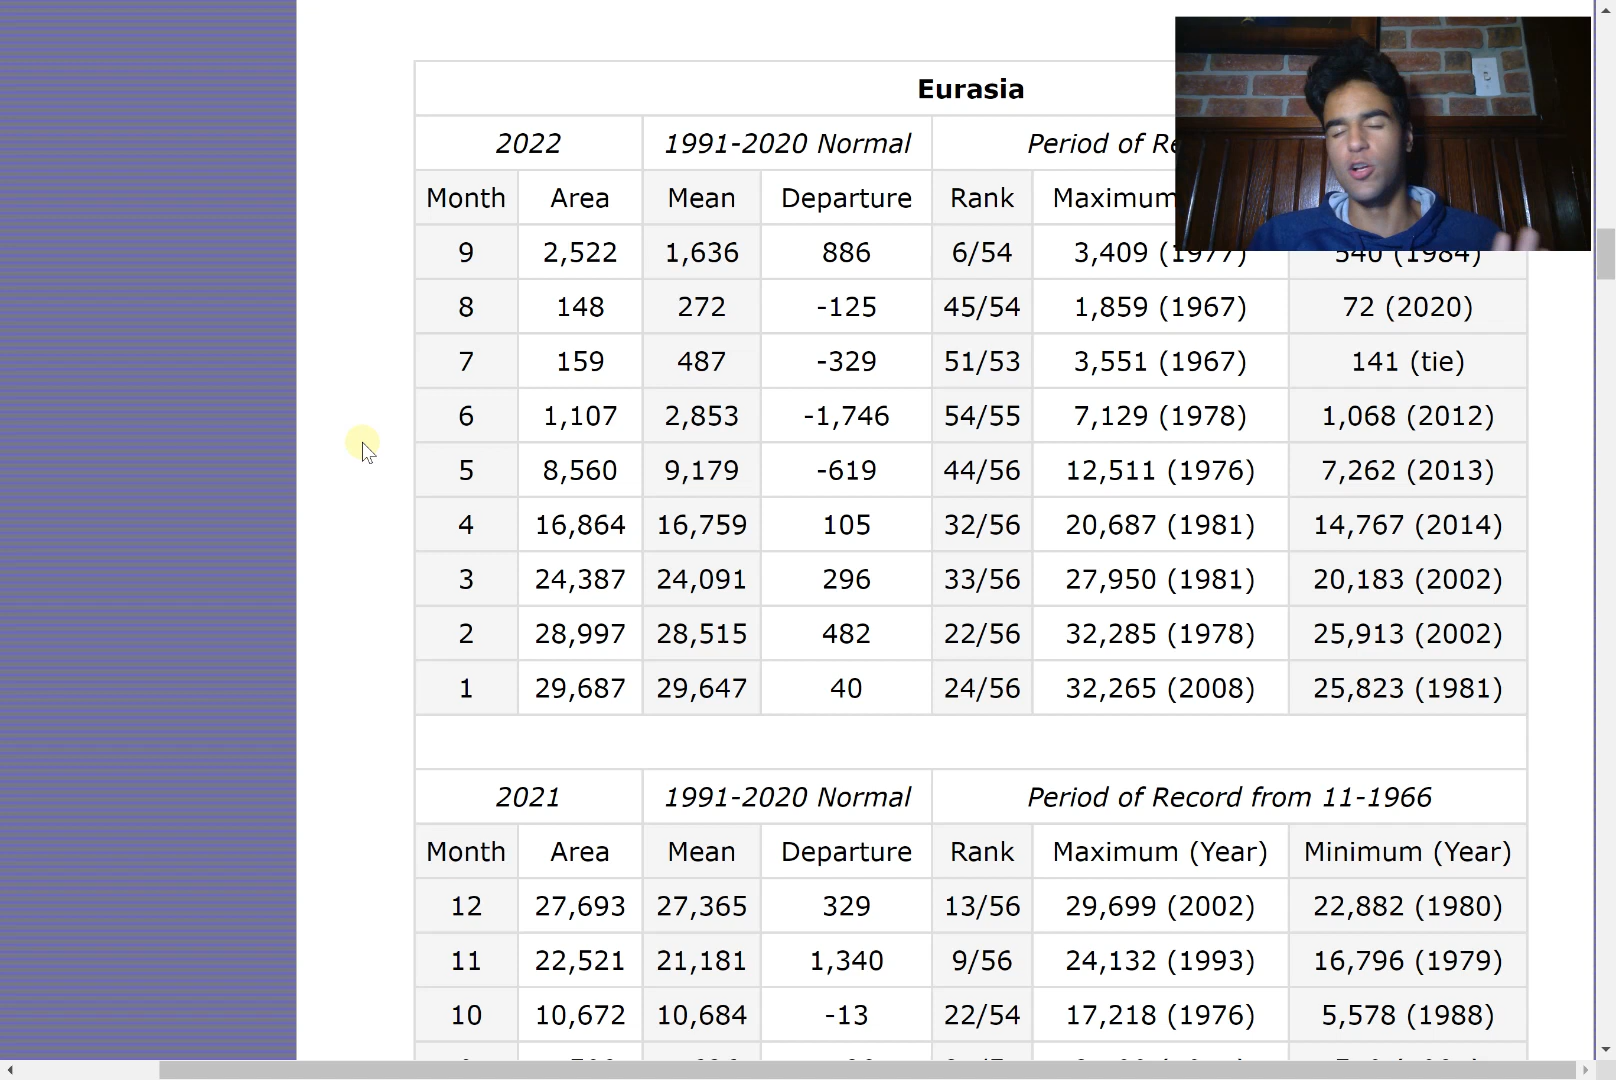 Eurasia
2022 1991-2020 Normal Period of
Month Area Mean Departure Rank Maximum
9 2,522 1,636 886 6/54 3,409 (1977) 540 (1984)
8 148 272 -125 45/54 1,859 (1967) 72 (2020)
7 159 487 -329 51/53 3,551 (1967) 141 (tie)
6 1,107 2,853 -1,746 54/55 7,129 (1978) 1,068 (2012)
5 8,560 9,179 -619 44/56 12,511 (1976) 7,262 (2013)
4 16,864 16,759 105 32/56 20,687 (1981) 14,767 (2014)
3 24,387 24,091 296 33/56 27,950 (1981) 20,183 (2002)
2 28,997 28,515 482 22/56 32,285 (1978) 25,913 (2002)
1 29,687 29,647 40 24/56 32,265 (2008) 25,823 (1981)
2021 1991-2020 Normal Period of Record from 11-1966
Month Area Mean Departure Rank Maximum (Year) Minimum (Year)
12 27,693 27,365 329 13/56 29,699 (2002) 22,882 (1980)
11 22,521 21,181 1,340 9/56 24,132 (1993) 16,796 (1979)
10 10,672 10,684 -13 22/54 17,218 (1976) 5,578 (1988)